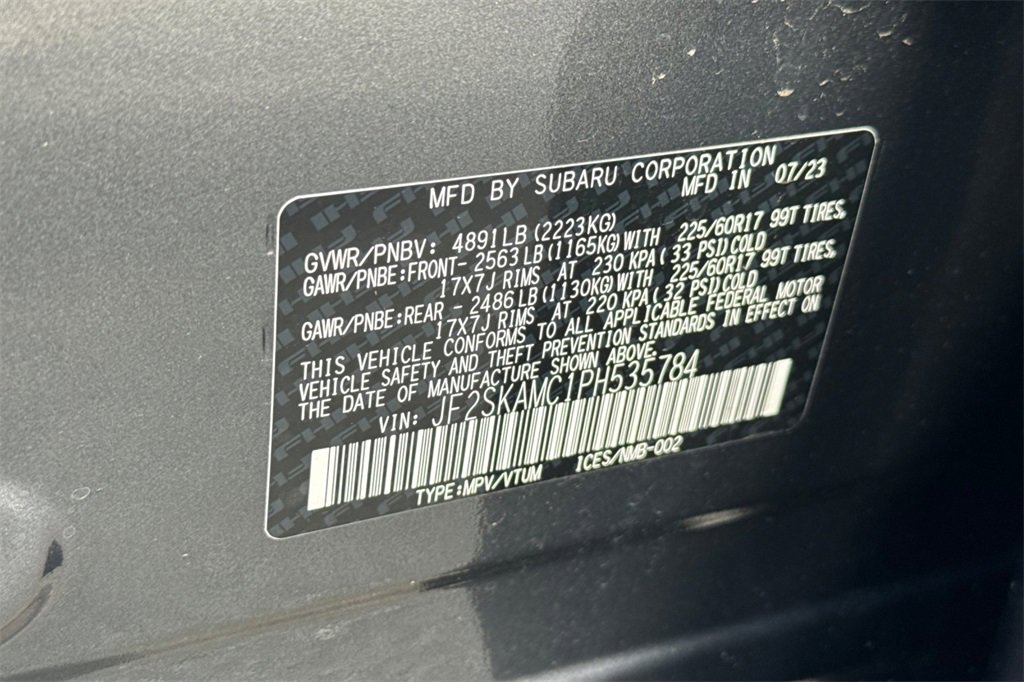 MFD BY SUBARU CORPORATION
MFD IN 07/23
GVWR/PNBV: 4891LB(2223KG)
GAWR/PNBE:FRONT- 2563LB(1165KG)WITH 225/60R17 99T TIRES,
17X7J RIMS AT 230 KPA(33 PSI)COLD
GAWR/PNBE:REAR - 2486LB(1130KG)WITH 225/60R17 99T TIRES,
17X7J RIMS AT 220 KPA(32 PSI)COLD
THIS VEHICLE CONFORMS TO ALL APPLICABLE FEDERAL MOTOR
VEHICLE SAFETY AND THEFT PREVENTION STANDARDS IN EFFECT ON
THE DATE OF MANUFACTURE SHOWN ABOVE.
VIN: JF2SKAMC1PH535784
TYPE:MPV/VTUM ICES/NMB-002